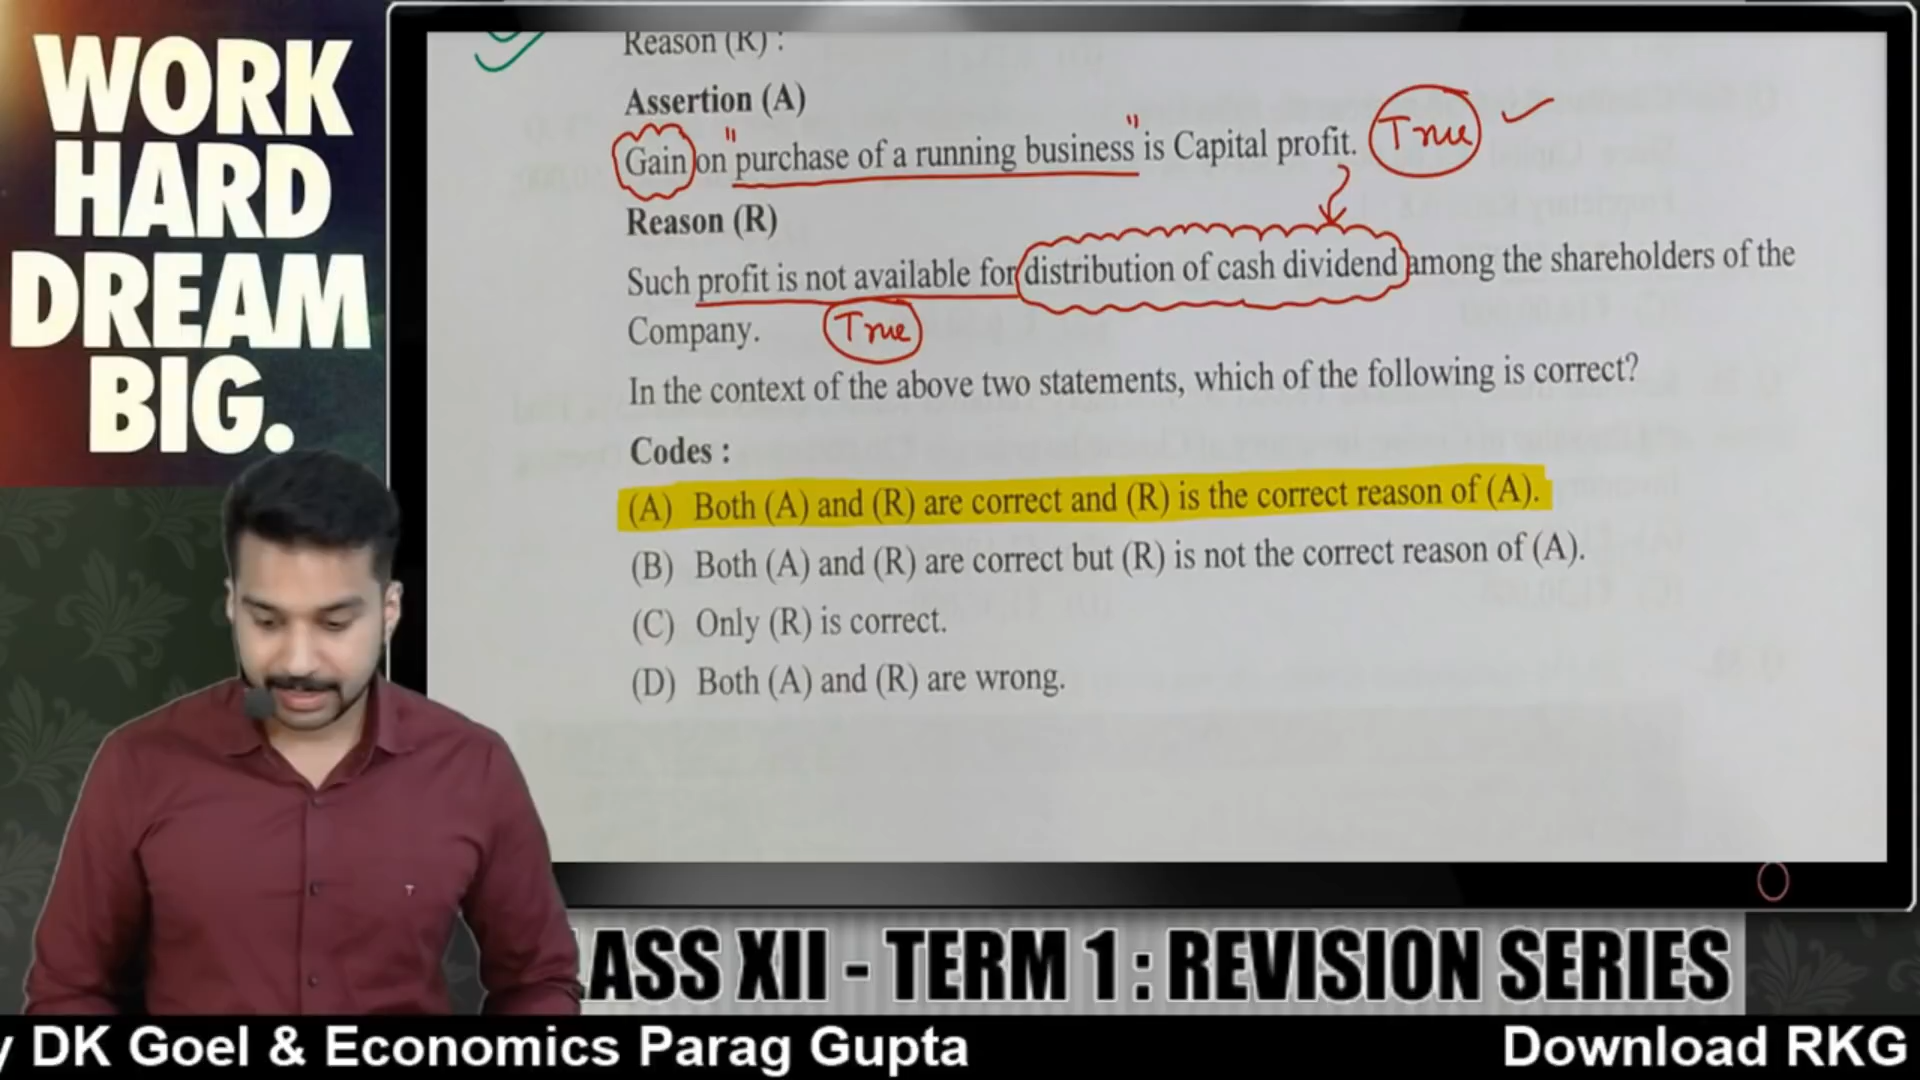 WORK
HARD
DREAM
BIG.
Reason (R) :
Assertion (A)
Gain on "purchase of a running business" is Capital profit. True
Reason (R)
Such profit is not available for distribution of cash dividend among the shareholders of the
Company. True
In the context of the above two statements, which of the following is correct?
Codes :
(A) Both (A) and (R) are correct and (R) is the correct reason of (A).
(B) Both (A) and (R) are correct but (R) is not the correct reason of (A).
(C) Only (R) is correct.
(D) Both (A) and (R) are wrong.
LASS XII - TERM 1 : REVISION SERIES
y DK Goel & Economics Parag Gupta Download RKG